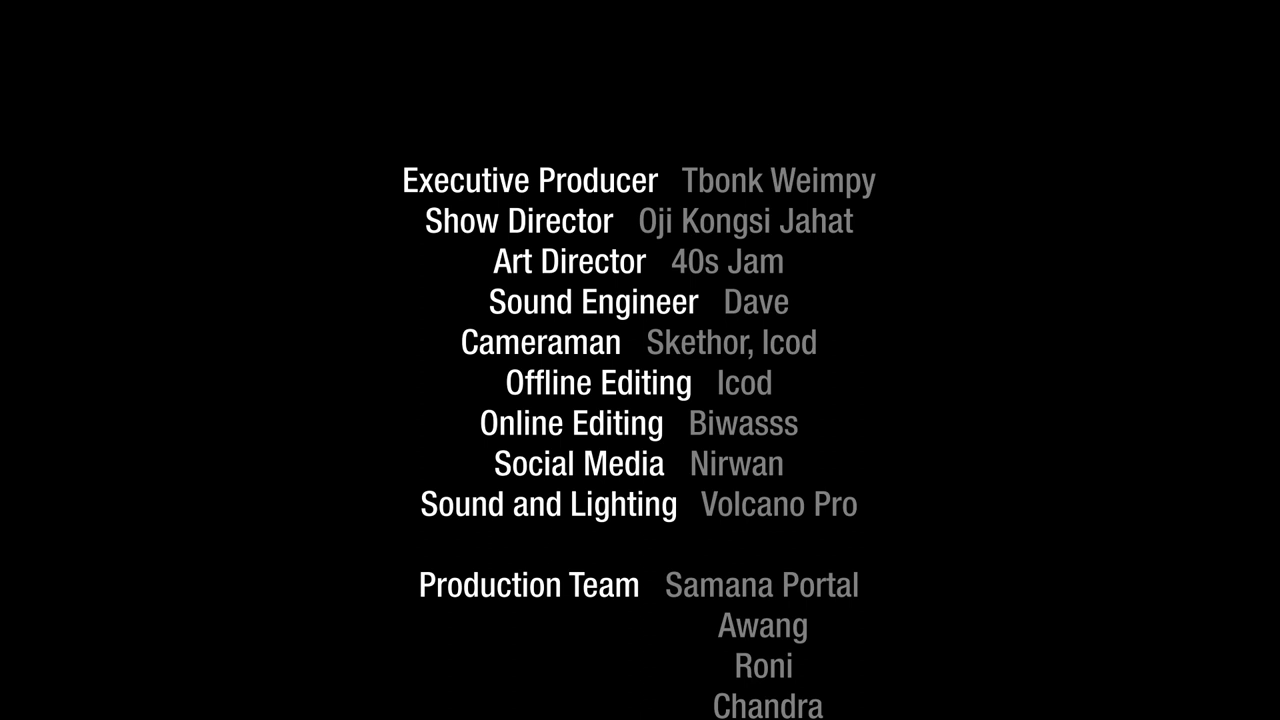 Executive Producer Tbonk Weimpy
Show Director Oji Kongsi Jahat
Art Director 40s Jam
Sound Engineer Dave
Cameraman Skethor, Icod
Offline Editing Icod
Online Editing Biwasss
Social Media Nirwan
Sound and Lighting Volcano Pro
Production Team Samana Portal
Awang
Roni
Chandra